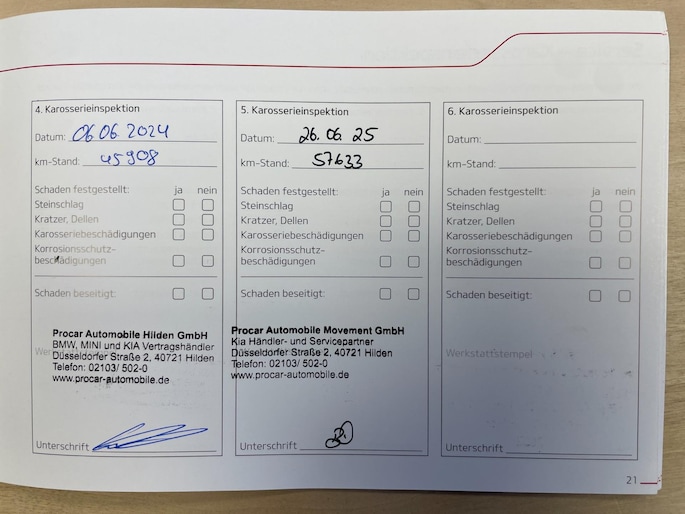 4. Karosserieinspektion
Datum: 06.06.2024
km-Stand: 45908
Schaden festgestellt: ja nein
Steinschlag
Kratzer, Dellen
Karosseriebeschädigungen
Korrosionsschutz-
beschädigungen
Schaden beseitigt:
Procar Automobile Hilden GmbH
BMW, MINI und KIA Vertragshändler
Düsseldorfer Straße 2, 40721 Hilden
Telefon: 02103/ 502-0
www.procar-automobile.de
Unterschrift
5. Karosserieinspektion
Datum: 26.06.25
km-Stand: 57633
Schaden festgestellt: ja nein
Steinschlag
Kratzer, Dellen
Karosseriebeschädigungen
Korrosionsschutz-
beschädigungen
Schaden beseitigt:
Procar Automobile Movement GmbH
Kia Händler- und Servicepartner
Düsseldorfer Straße 2, 40721 Hilden
Telefon: 02103/ 502-0
www.procar-automobile.de
Unterschrift
6. Karosserieinspektion
Datum:
km-Stand:
Schaden festgestellt: ja nein
Steinschlag
Kratzer, Dellen
Karosseriebeschädigungen
Korrosionsschutz-
beschädigungen
Schaden beseitigt:
Werkstattstempel
Unterschrift
21